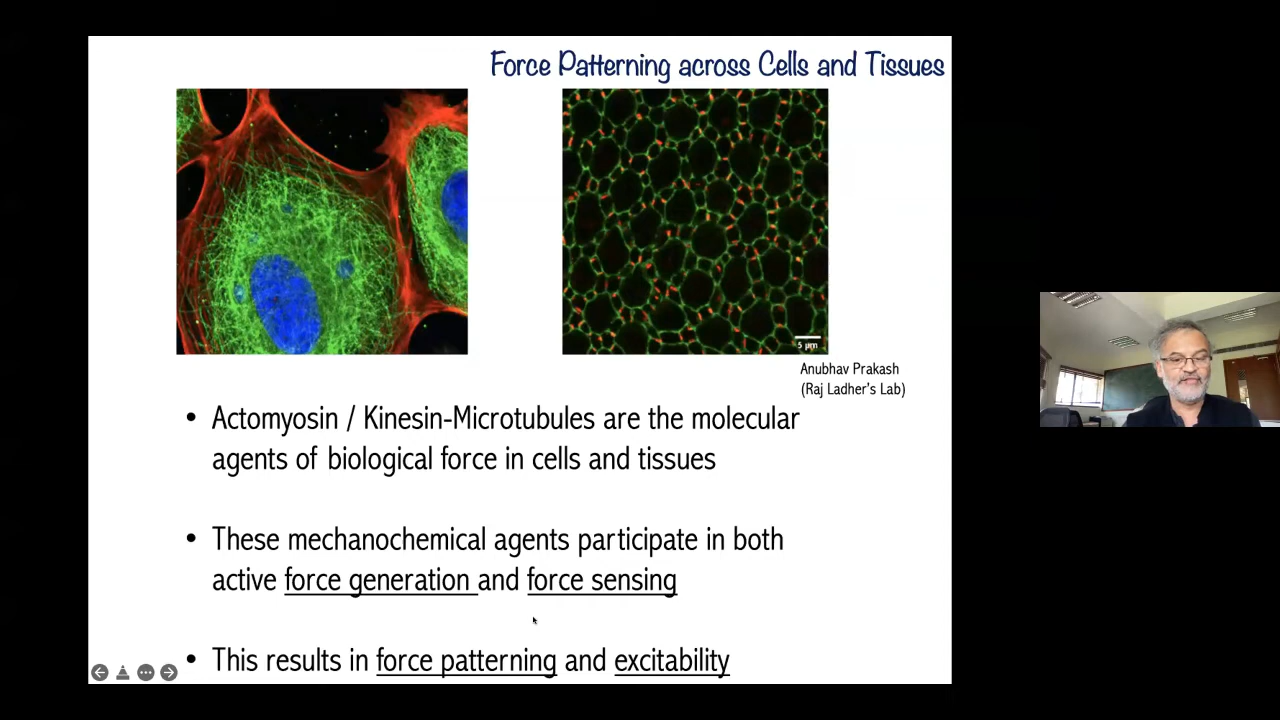 Force Patterning across Cells and Tissues
5 μm
Anubhav Prakash
(Raj Ladher's Lab)
• Actomyosin / Kinesin-Microtubules are the molecular
agents of biological force in cells and tissues
• These mechanochemical agents participate in both
active force generation and force sensing
• This results in force patterning and excitability